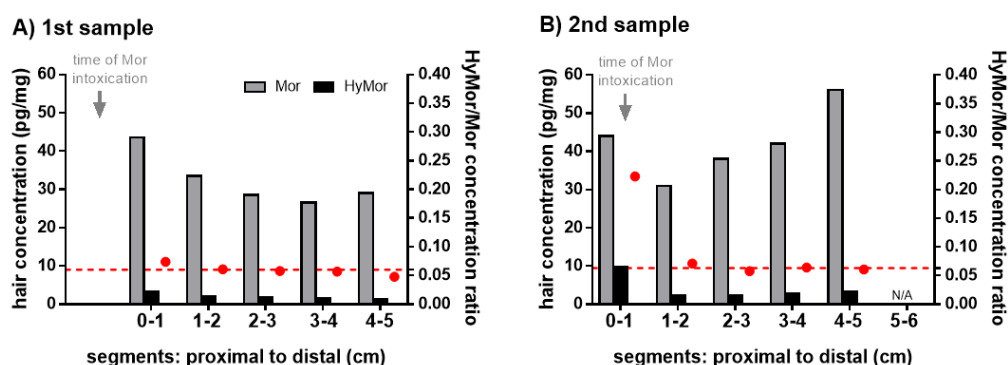 A) 1st sample
time of Mor
intoxication
Mor HyMor
hair concentration (pg/mg)
60
50
40
30
20
10
0
0.40
0.35
0.30
0.25
0.20
0.15
0.10
0.05
0.00
HyMor/Mor concentration ratio
0-1 1-2 2-3 3-4 4-5
segments: proximal to distal (cm)
B) 2nd sample
time of Mor
intoxication
hair concentration (pg/mg)
60
50
40
30
20
10
0
N/A
0.40
0.35
0.30
0.25
0.20
0.15
0.10
0.05
0.00
HyMor/Mor concentration ratio
0-1 1-2 2-3 3-4 4-5 5-6
segments: proximal to distal (cm)